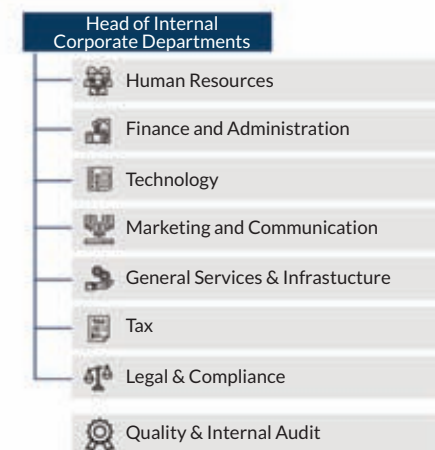 Head of Internal
Corporate Departments
Human Resources
Finance and Administration
Technology
Marketing and Communication
General Services & Infrastucture
Tax
Legal & Compliance
Quality & Internal Audit